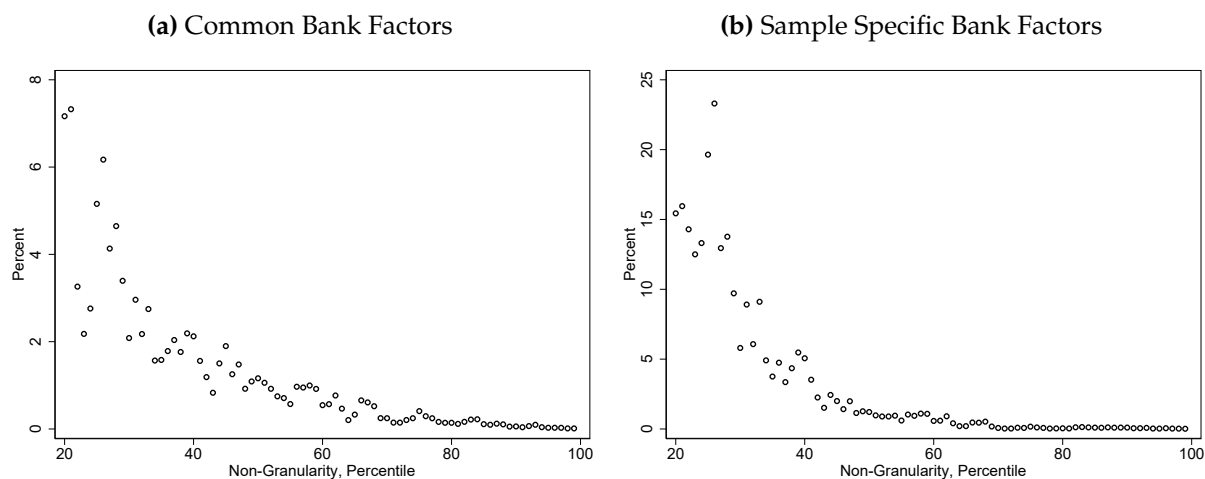 (a) Common Bank Factors
8
6
4
2
0
Percent
20 40 60 80 100
Non-Granularity, Percentile
(b) Sample Specific Bank Factors
25
20
15
10
5
0
Percent
20 40 60 80 100
Non-Granularity, Percentile